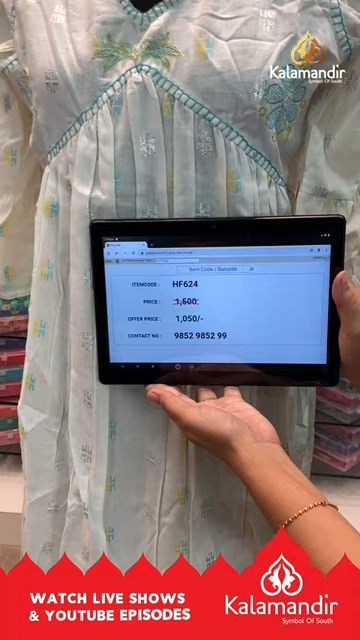 Kalamandir
Symbol Of South
Item Code / Barcode
ITEMCODE : HF624
PRICE : 1,500
OFFER PRICE : 1,050/-
CONTACT NO : 9852 9852 99
WATCH LIVE SHOWS
& YOUTUBE EPISODES
Kalamandir
Symbol Of South